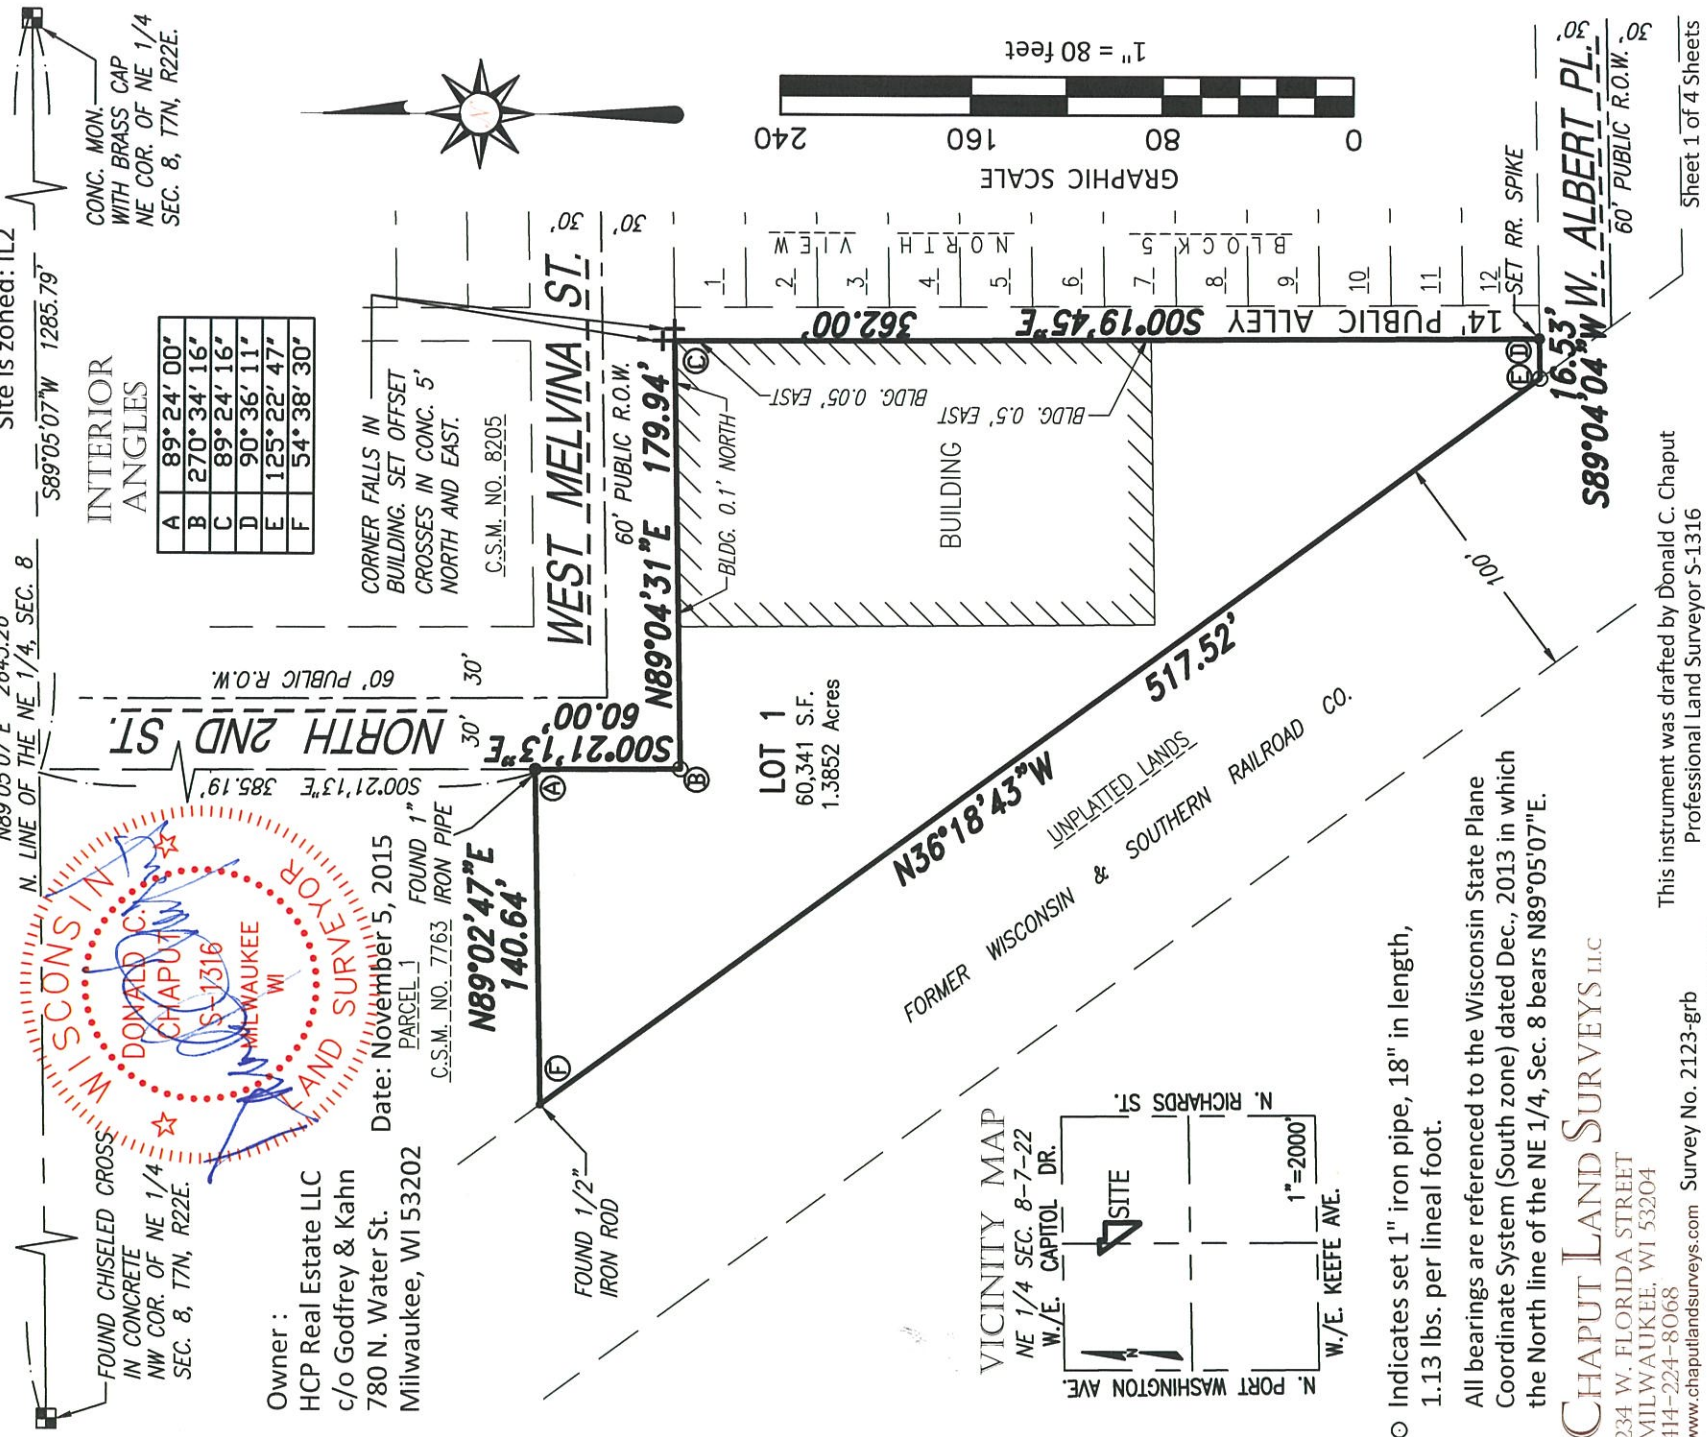 Site is zoned: IL2
N. LINE OF THE NE 1/4, SEC. 8
S89°05'07"W 1285.79'
CONC. MON.
WITH BRASS CAP
NE COR. OF NE 1/4
SEC. 8, T7N, R22E.
FOUND CHISELED CROSS
IN CONCRETE
NW COR. OF NE 1/4
SEC. 8, T7N, R22E.
WISCONSIN
DONALD C.
CHAPUT
S-1316
MILWAUKEE
WI
LAND SURVEYOR
Owner :
HCP Real Estate LLC
c/o Godfrey & Kahn
780 N. Water St.
Milwaukee, WI 53202
Date: November 5, 2015
PARCEL 1
C.S.M. NO. 7763
FOUND 1"
IRON PIPE
S00°21'13"E 385.19'
NORTH 2ND ST.
60' PUBLIC R.O.W.
30'
30'
INTERIOR
ANGLES
A 89°24'00"
B 270°34'16"
C 89°24'16"
D 90°36'11"
E 125°22'47"
F 54°38'30"
CORNER FALLS IN
BUILDING. SET OFFSET
CROSSES IN CONC. 5'
NORTH AND EAST.
C.S.M. NO. 8205
WEST MELVINA ST.
60' PUBLIC R.O.W.
30'
30'
N89°02'47"E
140.64'
S00°21'13"E
60.00'
N89°04'31"E 179.94'
A
B
C
D
E
F
BLDG. 0.1' NORTH
BLDG. 0.05' EAST
BLDG. 0.5' EAST
BUILDING
LOT 1
60,341 S.F.
1.3852 Acres
S00°19'45"E
362.00'
14' PUBLIC ALLEY
1
2
3
4
5
6
7
8
9
10
11
12
BLOCK 5
NORTH
VIEW
GRAPHIC SCALE
0
80
160
240
1" = 80 feet
SET RR. SPIKE
16.53'
S89°04'04"W
W. ALBERT PL.
60' PUBLIC R.O.W.
30'
30'
N36°18'43"W
517.52'
100'
UNPLATTED LANDS
FORMER WISCONSIN & SOUTHERN RAILROAD CO.
FOUND 1/2"
IRON ROD
VICINITY MAP
NE 1/4 SEC. 8-7-22
W./E. CAPITOL DR.
N. PORT WASHINGTON AVE.
N. RICHARDS ST.
W./E. KEEFE AVE.
SITE
N
1"=2000'
Indicates set 1" iron pipe, 18" in length,
1.13 lbs. per lineal foot.
All bearings are referenced to the Wisconsin State Plane
Coordinate System (South zone) dated Dec., 2013 in which
the North line of the NE 1/4, Sec. 8 bears N89°05'07"E.
CHAPUT LAND SURVEYS LLC
234 W. FLORIDA STREET
MILWAUKEE, WI 53204
414-224-8068
www.chaputlandsurveys.com
Survey No. 2123-grb
This instrument was drafted by Donald C. Chaput
Professional Land Surveyor S-1316
Sheet 1 of 4 Sheets